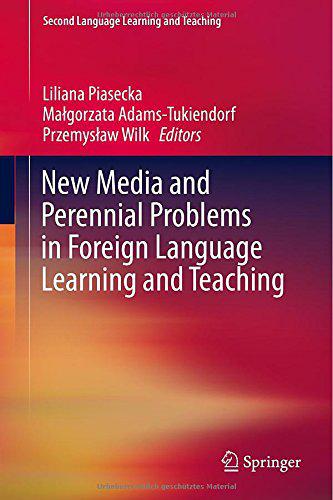 Urheberrechtlich geschütztes Material
Second Language Learning and Teaching
Liliana Piasecka
Małgorzata Adams-Tukiendorf
Przemysław Wilk Editors
New Media and
Perennial Problems
in Foreign Language
Learning and Teaching
Springer
Urheberrechtlich geschütztes Material